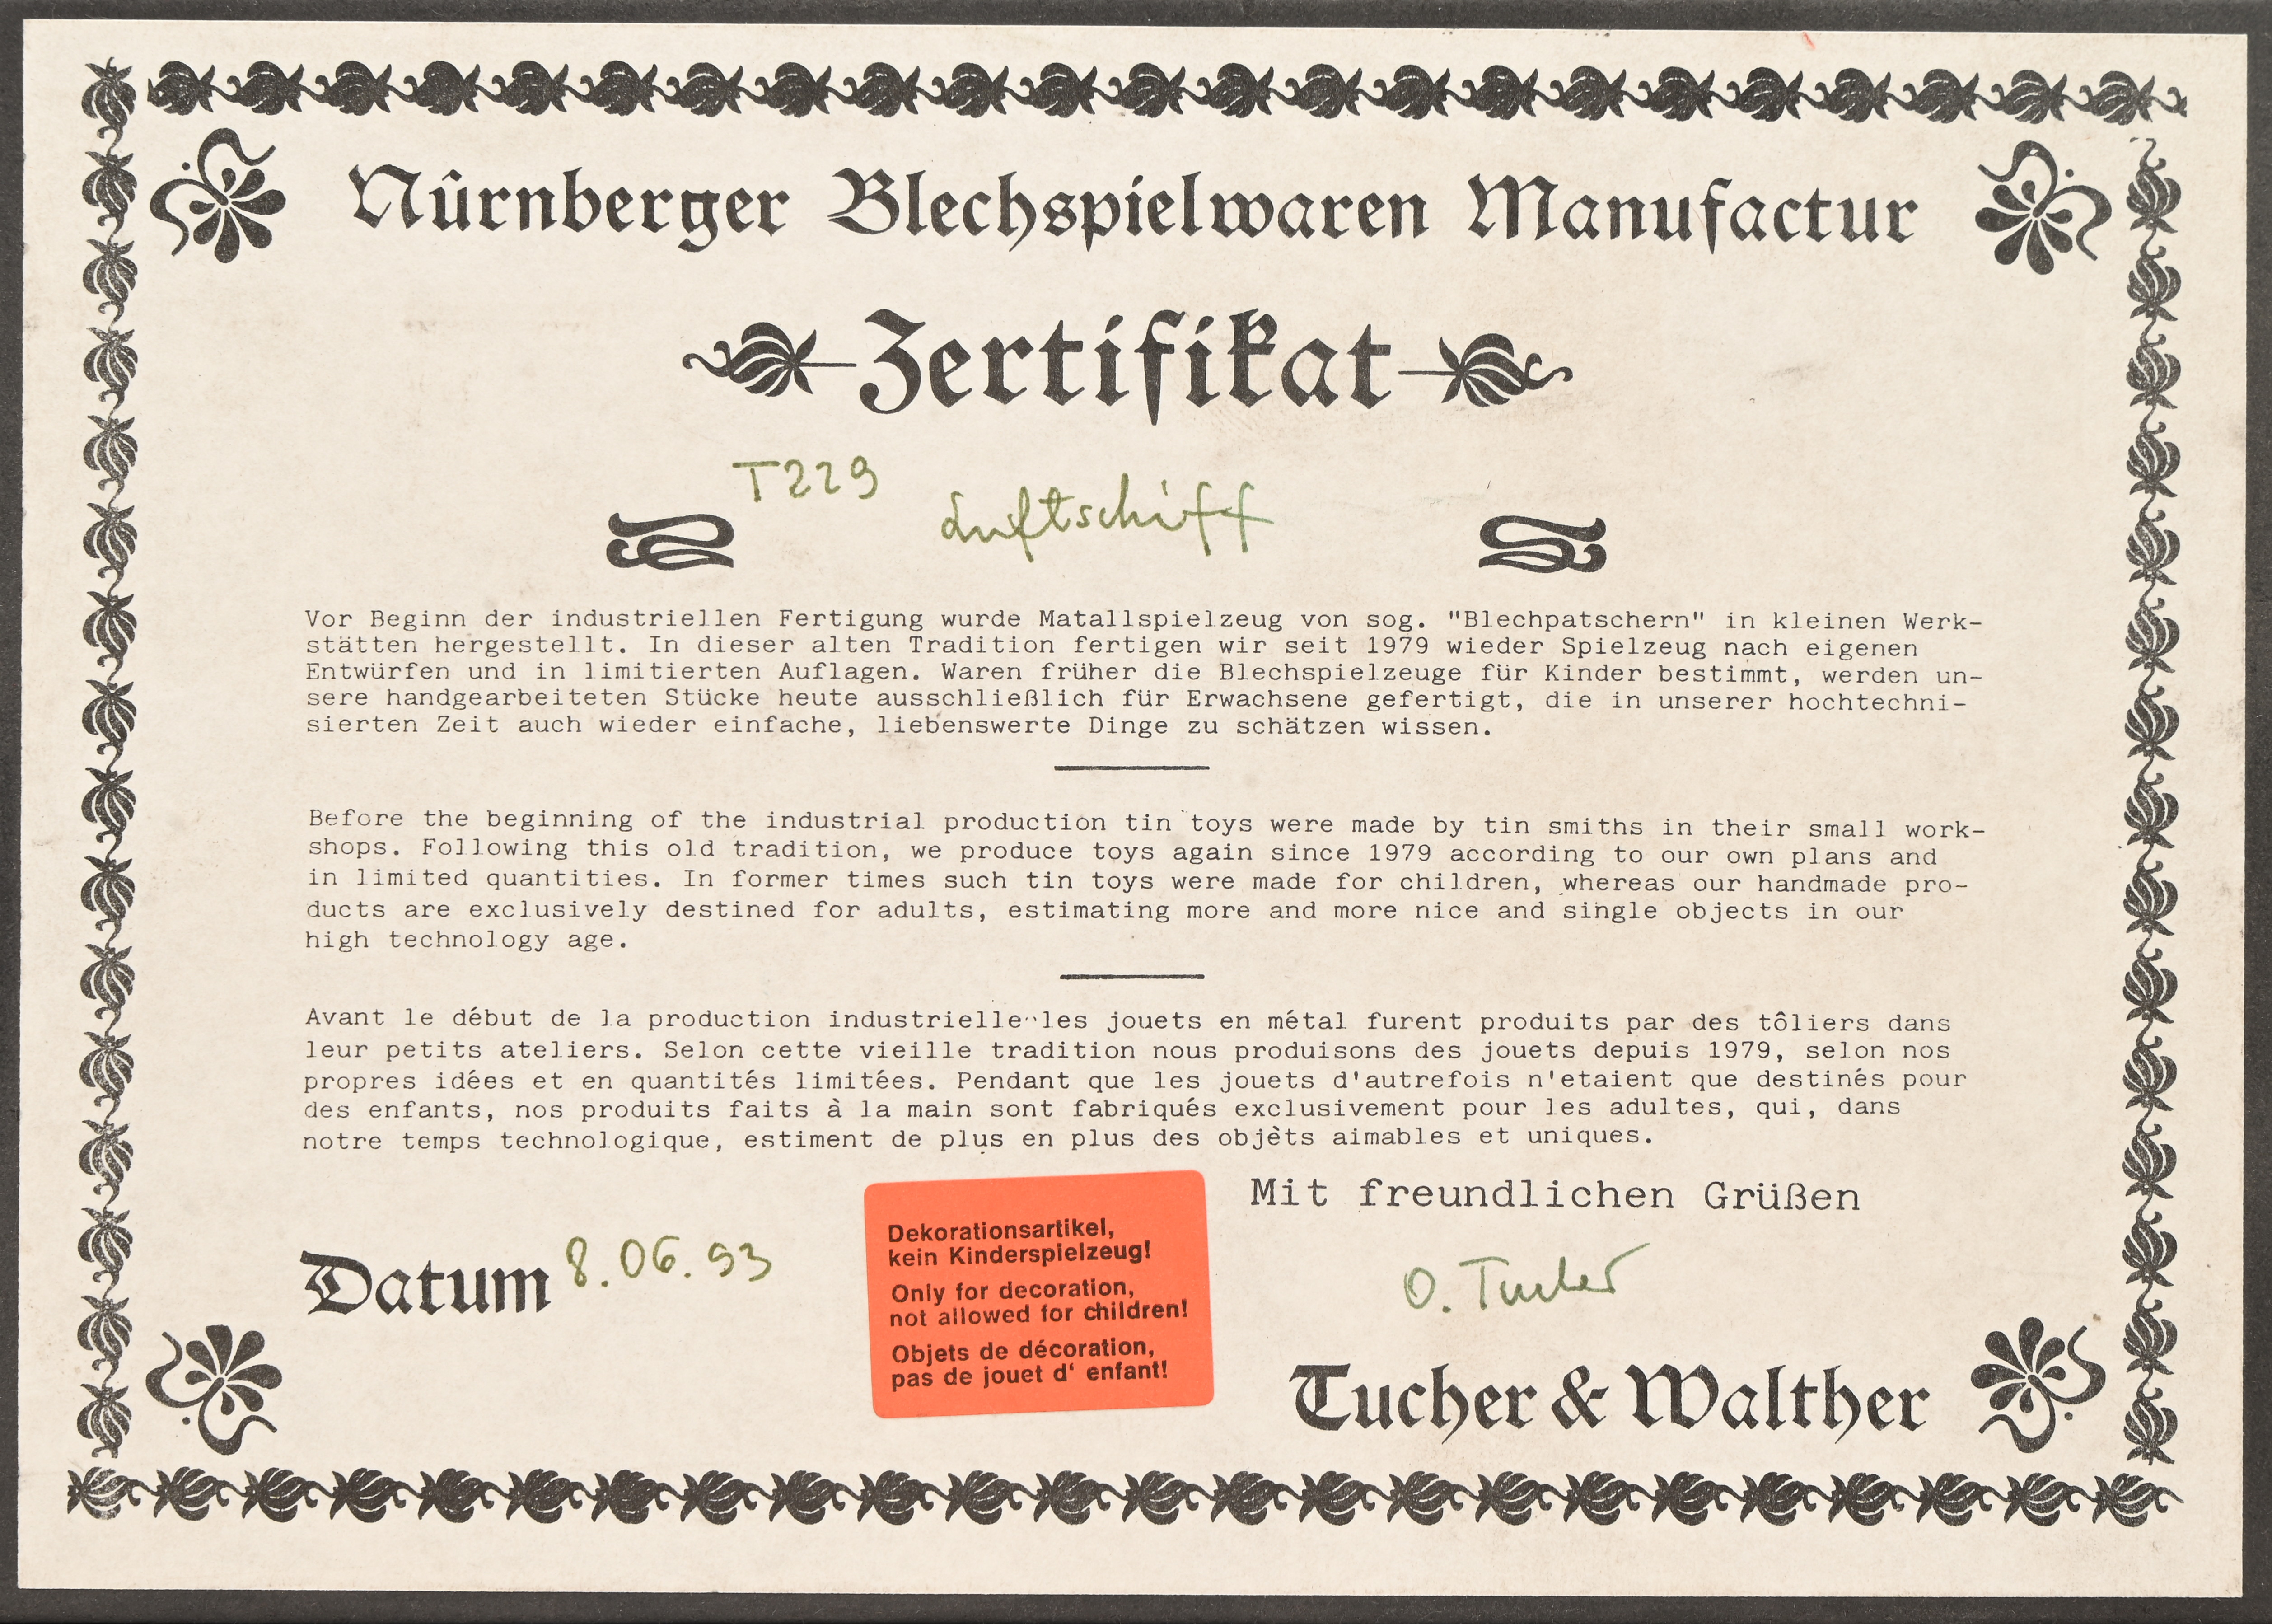 Nürnberger Blechspielwaren Manufactur
Zertifikat
T229
Luftschiff
Vor Beginn der industriellen Fertigung wurde Matallspielzeug von sog. "Blechpatschern" in kleinen Werk-
stätten hergestellt. In dieser alten Tradition fertigen wir seit 1979 wieder Spielzeug nach eigenen
Entwürfen und in limitierten Auflagen. Waren früher die Blechspielzeuge für Kinder bestimmt, werden un-
sere handgearbeiteten Stücke heute ausschließlich für Erwachsene gefertigt, die in unserer hochtechni-
sierten Zeit auch wieder einfache, liebenswerte Dinge zu schätzen wissen.
Before the beginning of the industrial production tin toys were made by tin smiths in their small work-
shops. Following this old tradition, we produce toys again since 1979 according to our own plans and
in limited quantities. In former times such tin toys were made for children, whereas our handmade pro-
ducts are exclusively destined for adults, estimating more and more nice and single objects in our
high technology age.
Avant le début de la production industrielle les jouets en métal furent produits par des tôliers dans
leur petits ateliers. Selon cette vieille tradition nous produisons des jouets depuis 1979, selon nos
propres idées et en quantités limitées. Pendant que les jouets d'autrefois n'etaient que destinés pour
des enfants, nos produits faits à la main sont fabriqués exclusivement pour les adultes, qui, dans
notre temps technologique, estiment de plus en plus des objèts aimables et uniques.
Mit freundlichen Grüßen
Datum 8.06.93
Dekorationsartikel,
kein Kinderspielzeug!
Only for decoration,
not allowed for children!
Objets de décoration,
pas de jouet d‘ enfant!
O. Tucher
Tucher & Walther